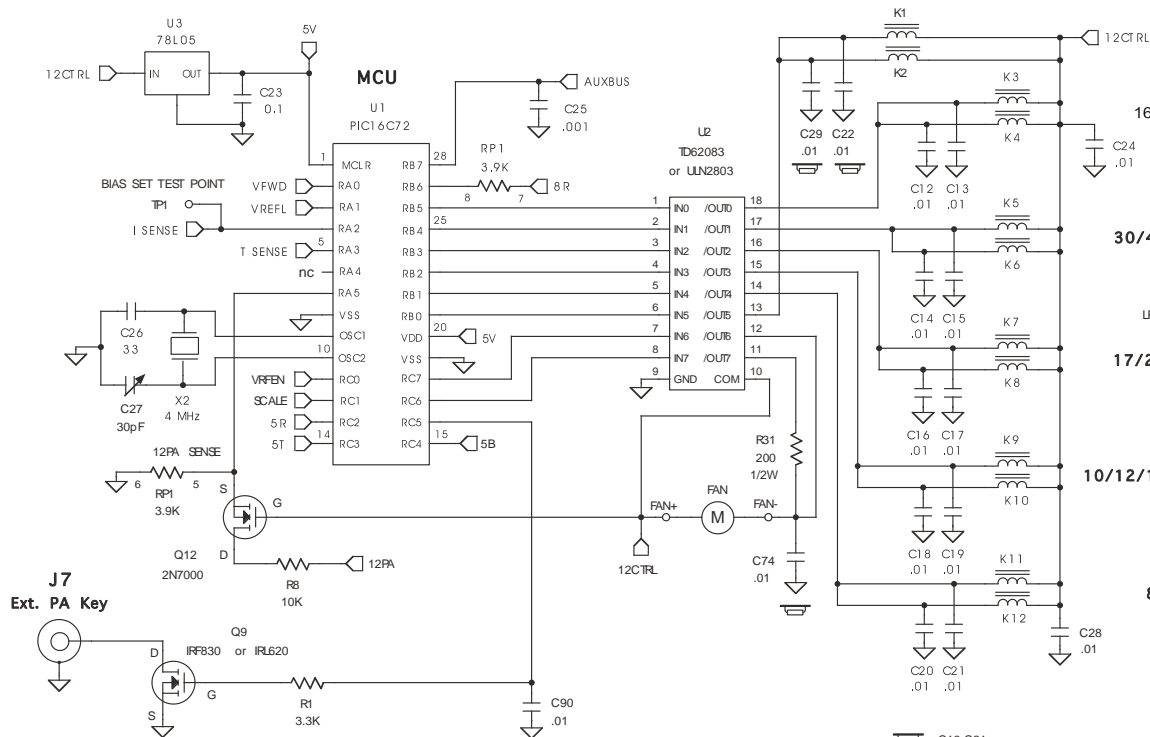 U3
78L05
12CTRL
IN
OUT
5V
C23
0.1
MCU
U1
PIC16C72
AUXBUS
C25
.001
RP1
3.9K
8
7
8R
BIAS SET TEST POINT
TP1
VFWD
VREFL
I SENSE
T SENSE
nc
1
MCLR
RB7
28
RA0
RB6
RA1
RB5
RA2
RB4
25
5
RA3
RB3
RA4
RB2
RA5
RB1
VSS
RB0
OSC1
VDD
20
5V
10
OSC2
VSS
RC0
RC7
RC1
RC6
RC2
RC5
14
RC3
RC4
15
5B
C26
33
C27
30pF
X2
4 MHz
VRFEN
SCALE
5R
5T
12PA SENSE
6
5
RP1
3.9K
S
G
D
Q12
2N7000
R8
10K
12PA
J7
Ext. PA Key
Q9
IRF830 or IRL620
D
G
S
R1
3.3K
C90
.01
U2
TD62083
or ULN2803
1
IN0
/OUT0
18
2
IN1
/OUT1
17
3
IN2
/OUT2
16
4
IN3
/OUT3
15
5
IN4
/OUT4
14
6
IN5
/OUT5
13
7
IN6
/OUT6
12
8
IN7
/OUT7
11
9
GND
COM
10
R31
200
1/2W
FAN+
FAN
M
FAN-
12CTRL
C74
.01
K1
K2
12CTRL
C29
.01
C22
.01
K3
K4
C12
.01
C13
.01
C24
.01
16
K5
K6
C14
.01
C15
.01
30/4
K7
K8
C16
.01
C17
.01
17/2
K9
K10
C18
.01
C19
.01
10/12/1
K11
K12
C20
.01
C21
.01
C28
.01
8